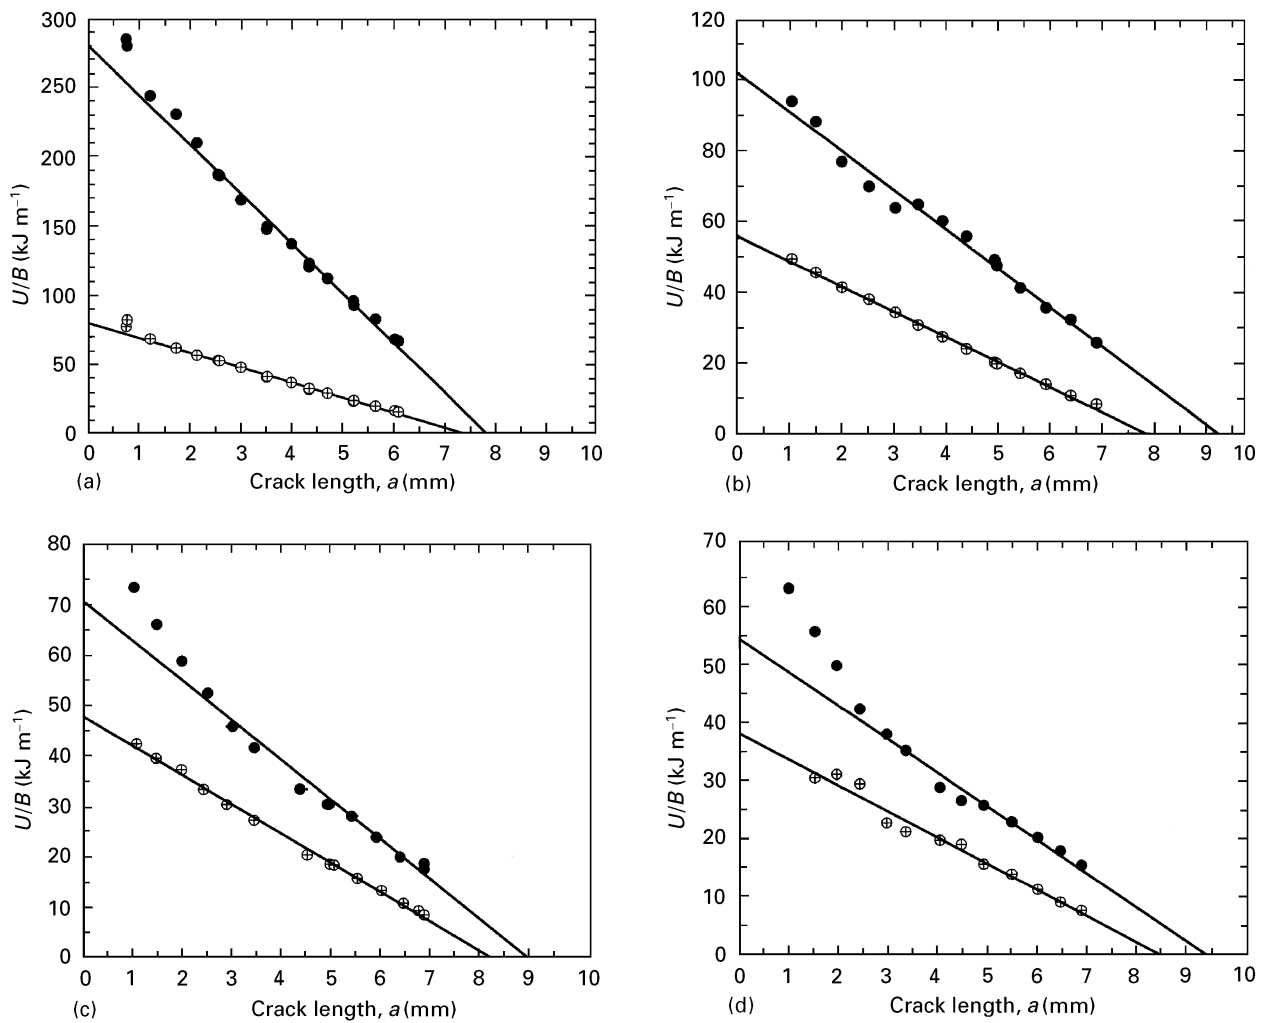 300
250
200
150
100
50
0
U/B (kJ m⁻¹)
0 1 2 3 4 5 6 7 8 9 10
(a) Crack length, a (mm)
120
100
80
60
40
20
0
U/B (kJ m⁻¹)
0 1 2 3 4 5 6 7 8 9 10
(b) Crack length, a (mm)
80
70
60
50
40
30
20
10
0
U/B (kJ m⁻¹)
0 1 2 3 4 5 6 7 8 9 10
(c) Crack length, a (mm)
70
60
50
40
30
20
10
0
U/B (kJ m⁻¹)
0 1 2 3 4 5 6 7 8 9 10
(d) Crack length, a (mm)